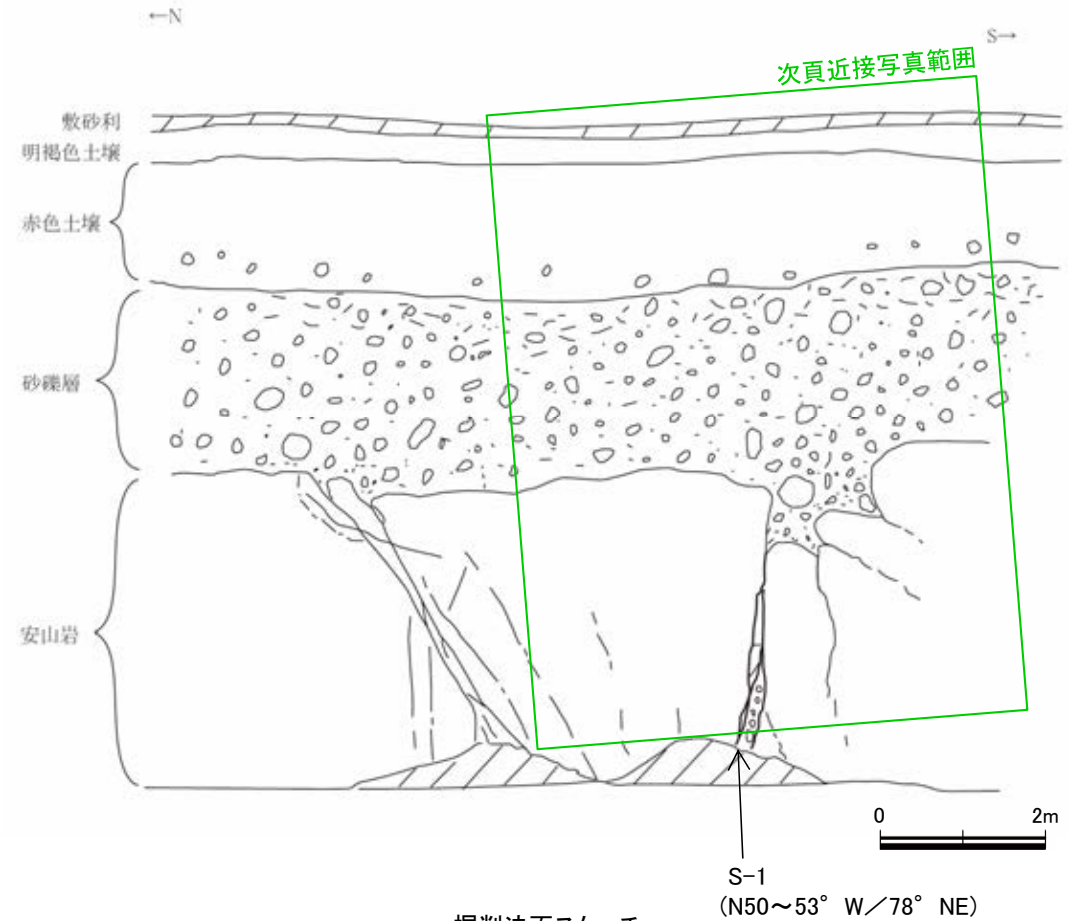 ←N
S→
次頁近接写真範囲
敷砂利
明褐色土壌
赤色土壌
砂礫層
安山岩
0 2m
S-1
(N50～53°W／78°NE)